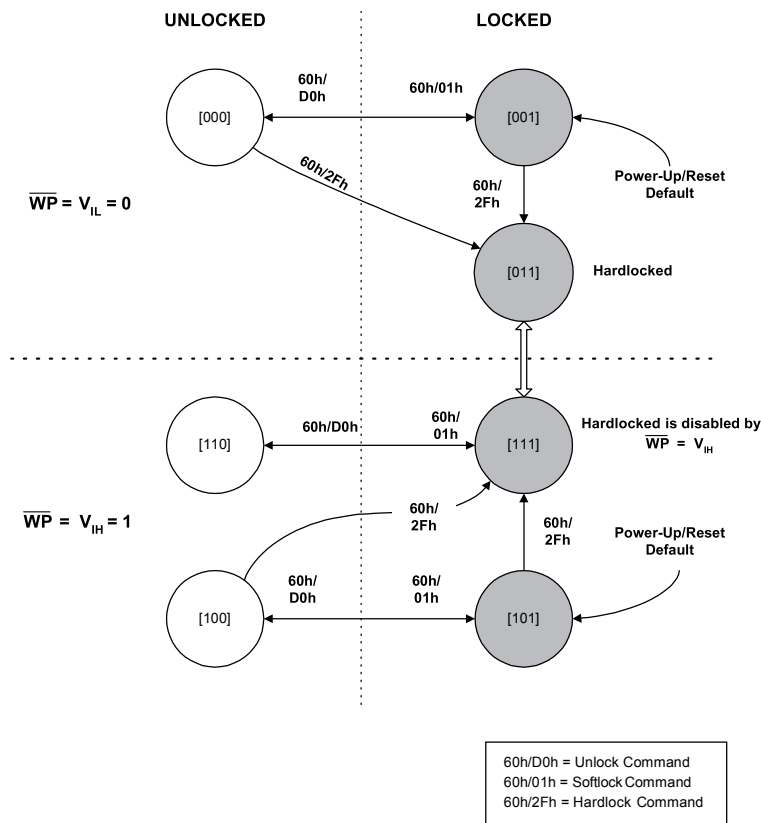 UNLOCKED
LOCKED
60h/
D0h
60h/01h
[000]
[001]
60h/2Fh
60h/
2Fh
Power-Up/Reset
Default
WP = VIL = 0
[011]
Hardlocked
[110]
60h/D0h
60h/
01h
[111]
Hardlocked is disabled by
WP = VIH
WP = VIH = 1
60h/
2Fh
60h/
2Fh
Power-Up/Reset
Default
60h/
D0h
60h/
01h
[100]
[101]
60h/D0h = Unlock Command
60h/01h = Softlock Command
60h/2Fh = Hardlock Command